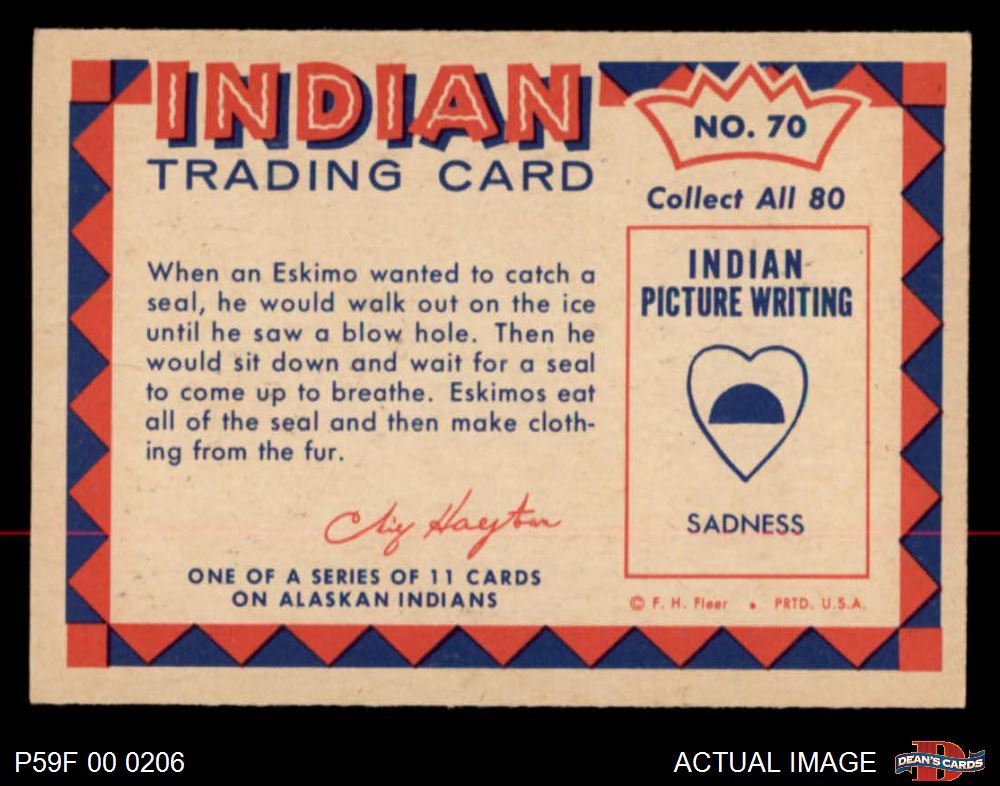 INDIAN
TRADING CARD
NO. 70
Collect All 80
When an Eskimo wanted to catch a
seal, he would walk out on the ice
until he saw a blow hole. Then he
would sit down and wait for a seal
to come up to breathe. Eskimos eat
all of the seal and then make cloth-
ing from the fur.
ONE OF A SERIES OF 11 CARDS
ON ALASKAN INDIANS
INDIAN
PICTURE WRITING
SADNESS
© F. H. Fleer • PRTD. U.S.A.
P59F 00 0206
ACTUAL IMAGE
D
DEAN'S CARDS